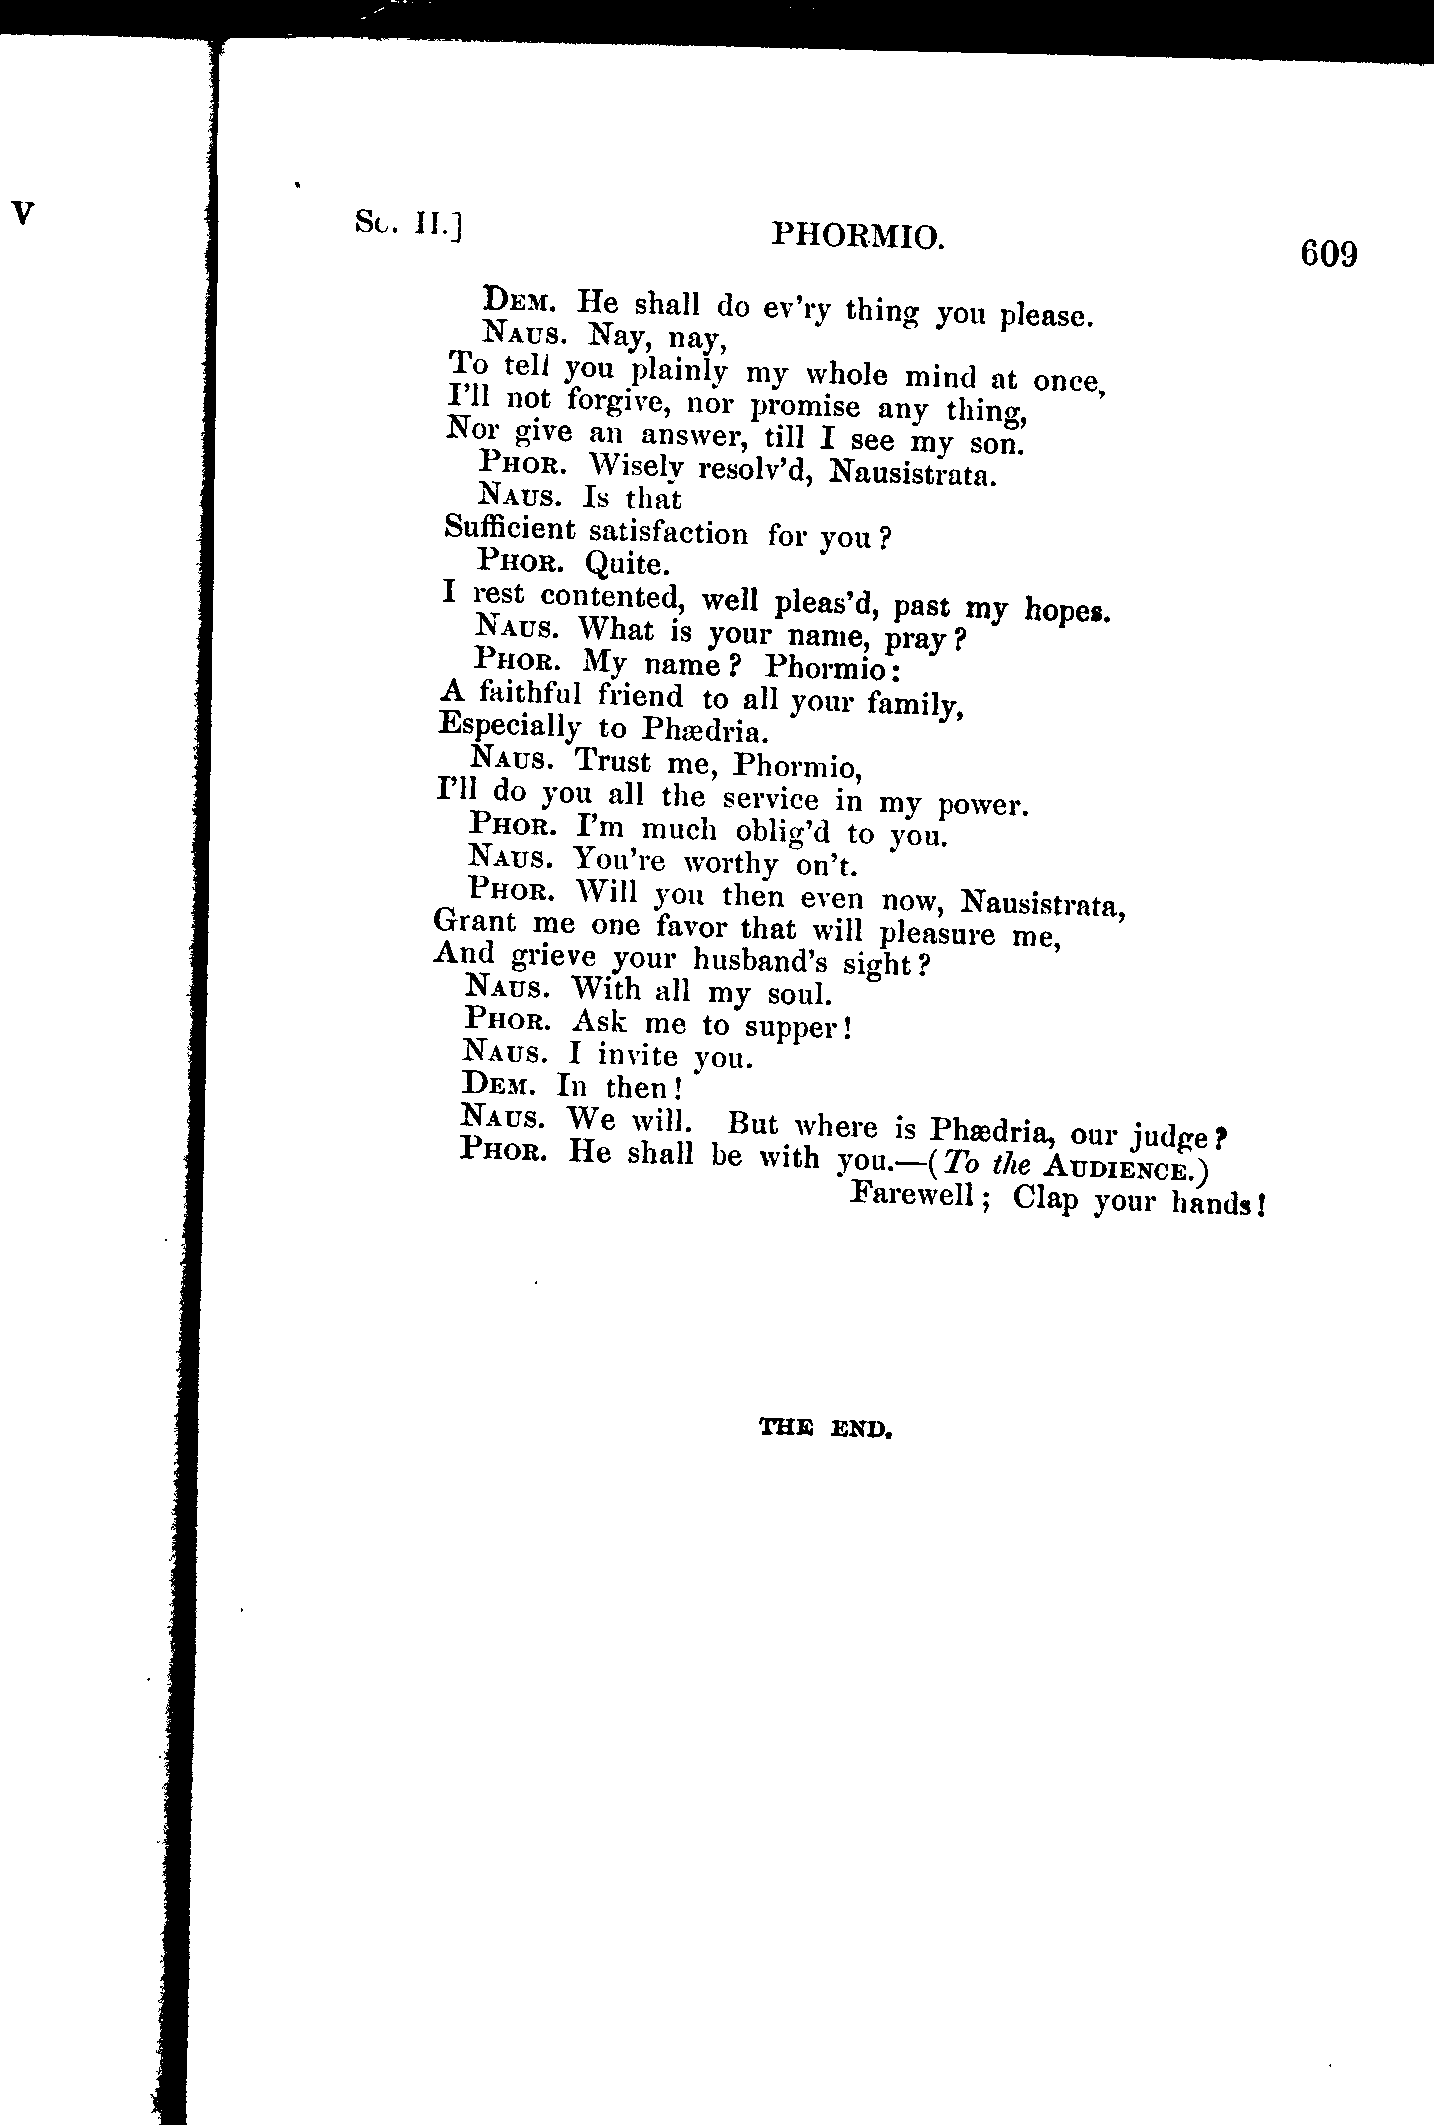 V
Sc. II.] PHORMIO. 609
DEM. He shall do ev'ry thing you please.
NAUS. Nay, nay,
To tell you plainly my whole mind at once,
I'll not forgive, nor promise any thing,
Nor give an answer, till I see my son.
PHOR. Wisely resolv'd, Nausistrata.
NAUS. Is that
Sufficient satisfaction for you?
PHOR. Quite.
I rest contented, well pleas'd, past my hopes.
NAUS. What is your name, pray?
PHOR. My name? Phormio:
A faithful friend to all your family,
Especially to Phædria.
NAUS. Trust me, Phormio,
I'll do you all the service in my power.
PHOR. I'm much oblig'd to you.
NAUS. You're worthy on't.
PHOR. Will you then even now, Nausistrata,
Grant me one favor that will pleasure me,
And grieve your husband's sight?
NAUS. With all my soul.
PHOR. Ask me to supper!
NAUS. I invite you.
DEM. In then!
NAUS. We will. But where is Phædria, our judge?
PHOR. He shall be with you.—(To the AUDIENCE.)
Farewell; Clap your hands!
THE END.